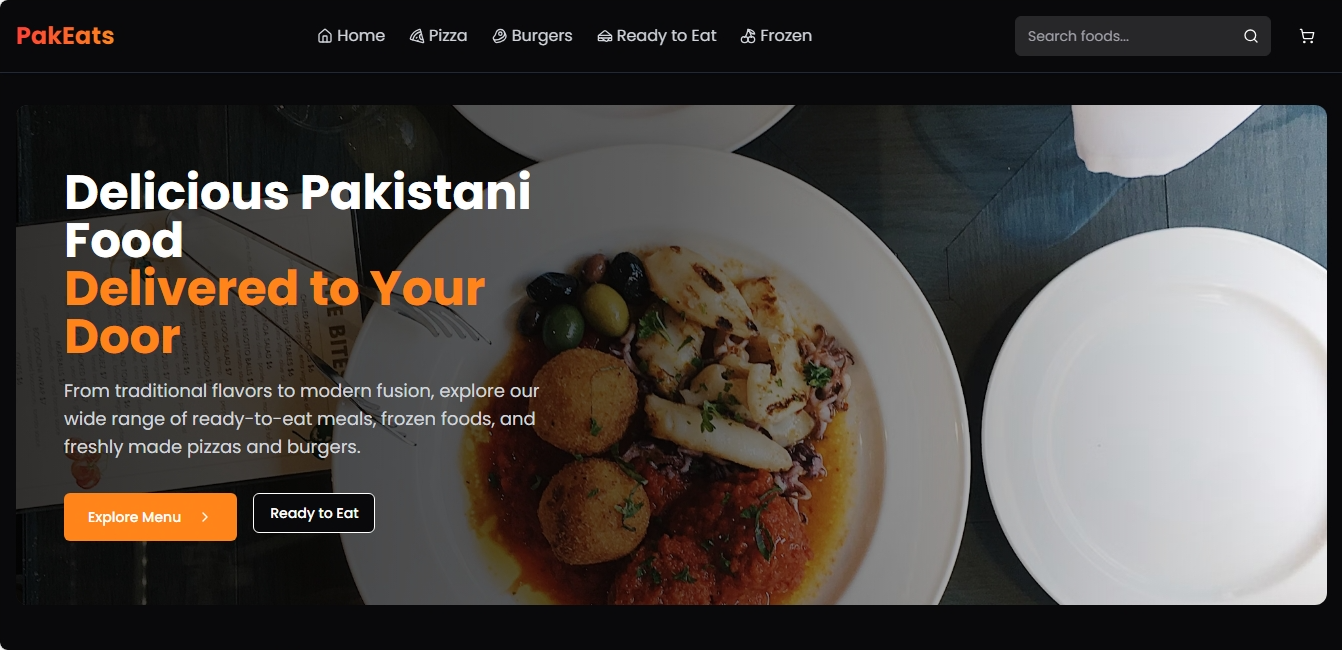 PakEats
Home
Pizza
Burgers
Ready to Eat
Frozen
Search foods...
Delicious Pakistani
Food
Delivered to Your
Door
From traditional flavors to modern fusion, explore our
wide range of ready-to-eat meals, frozen foods, and
freshly made pizzas and burgers.
Explore Menu
Ready to Eat